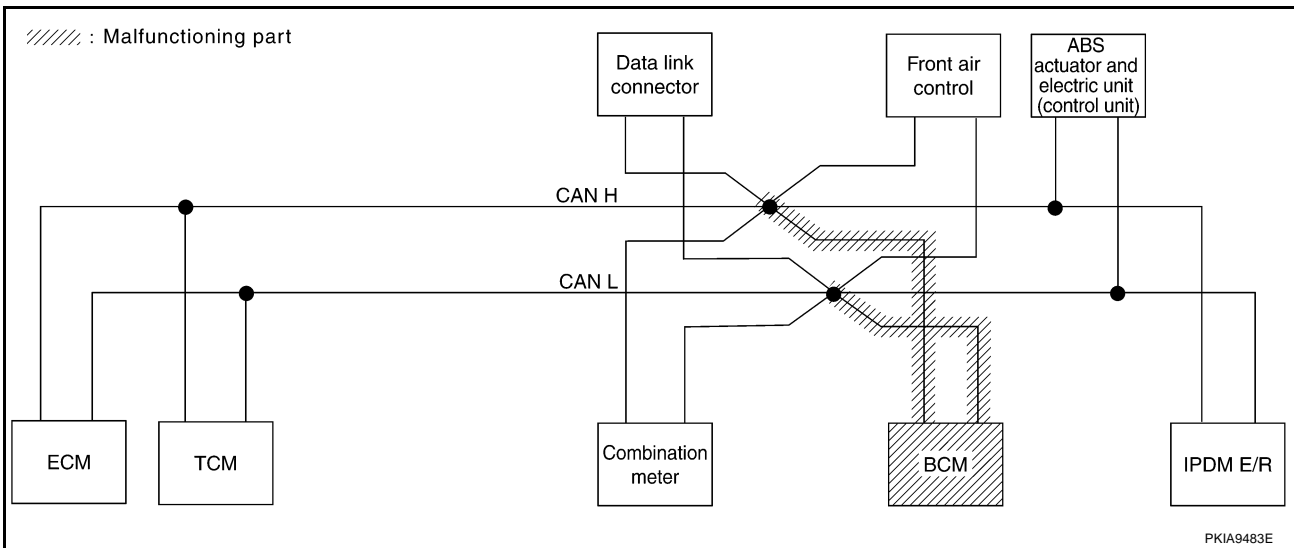 : Malfunctioning part
Data link
connector
Front air
control
ABS
actuator and
electric unit
(control unit)
CAN H
CAN L
ECM
TCM
Combination
meter
BCM
IPDM E/R
PKIA9483E